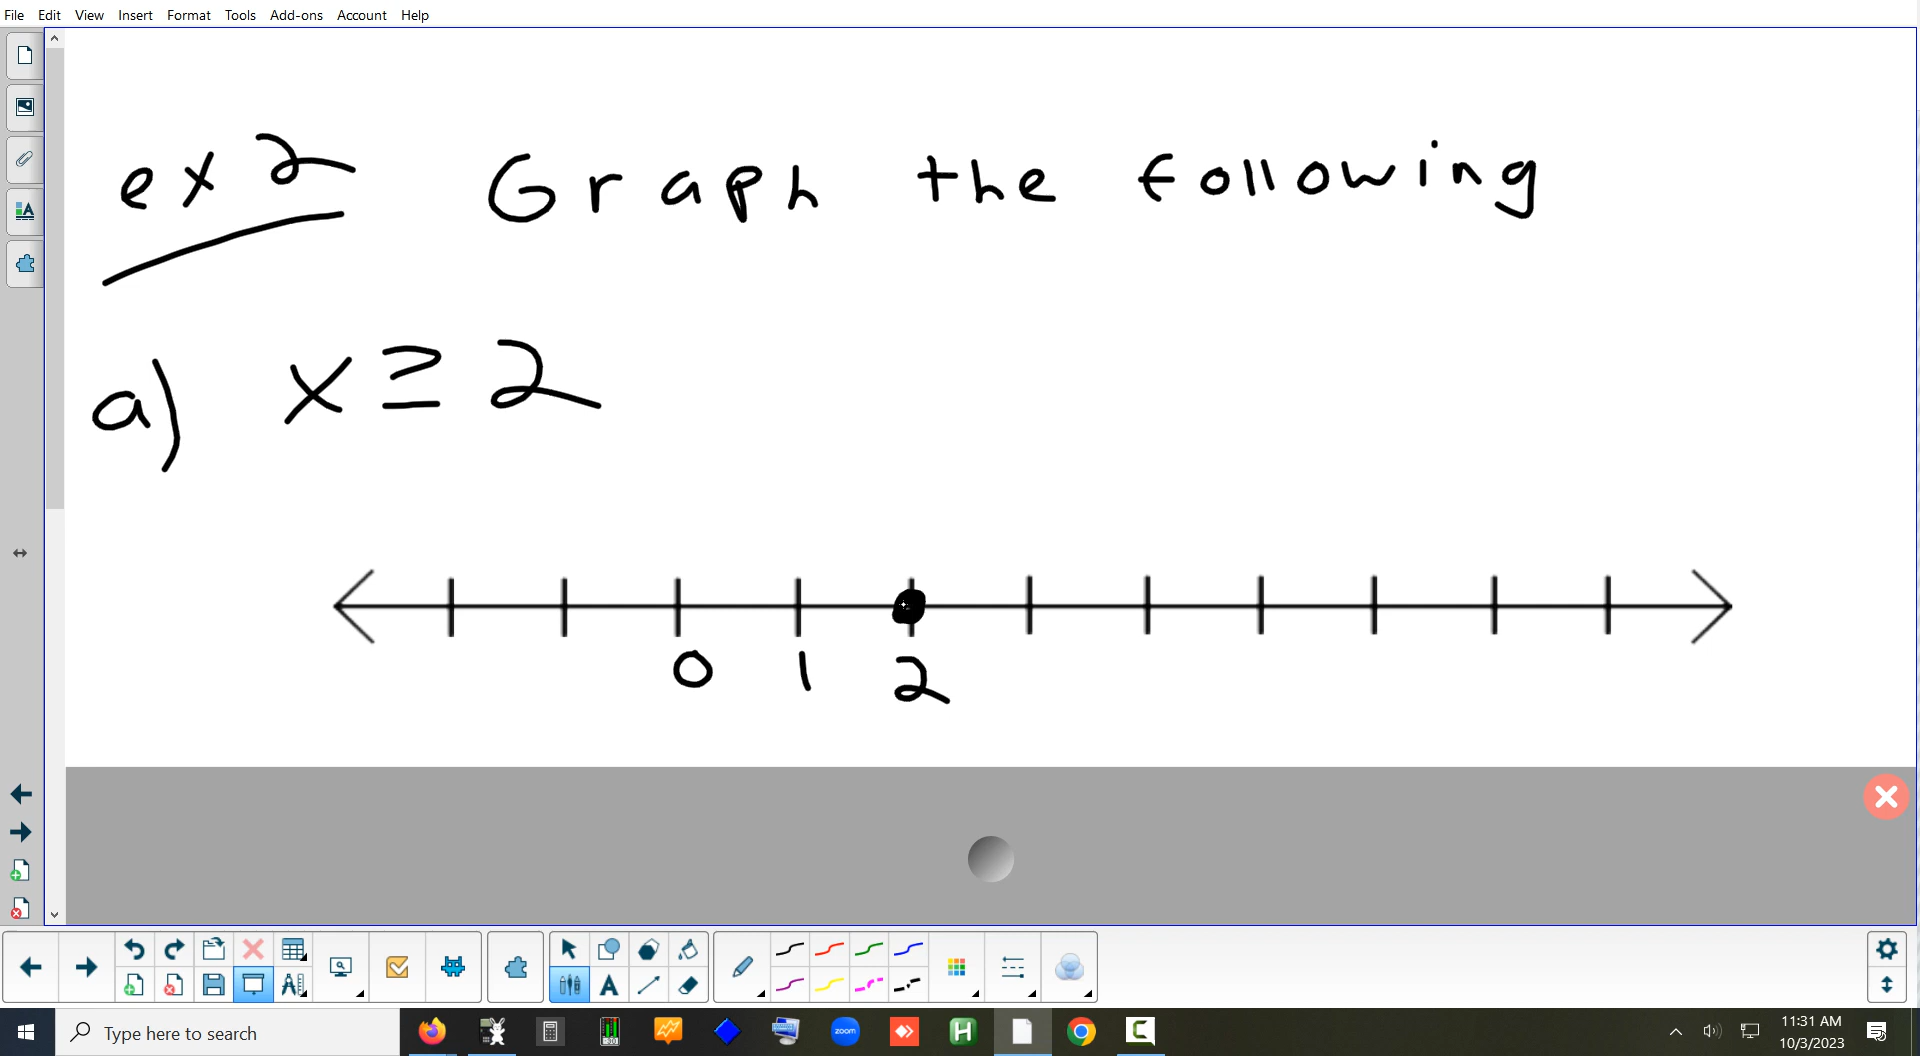 File Edit View Insert Format Tools Add-ons Account Help
ex 2 Graph the following
a) x ≥ 2
0 1 2
Type here to search
zoom
11:31 AM
10/3/2023